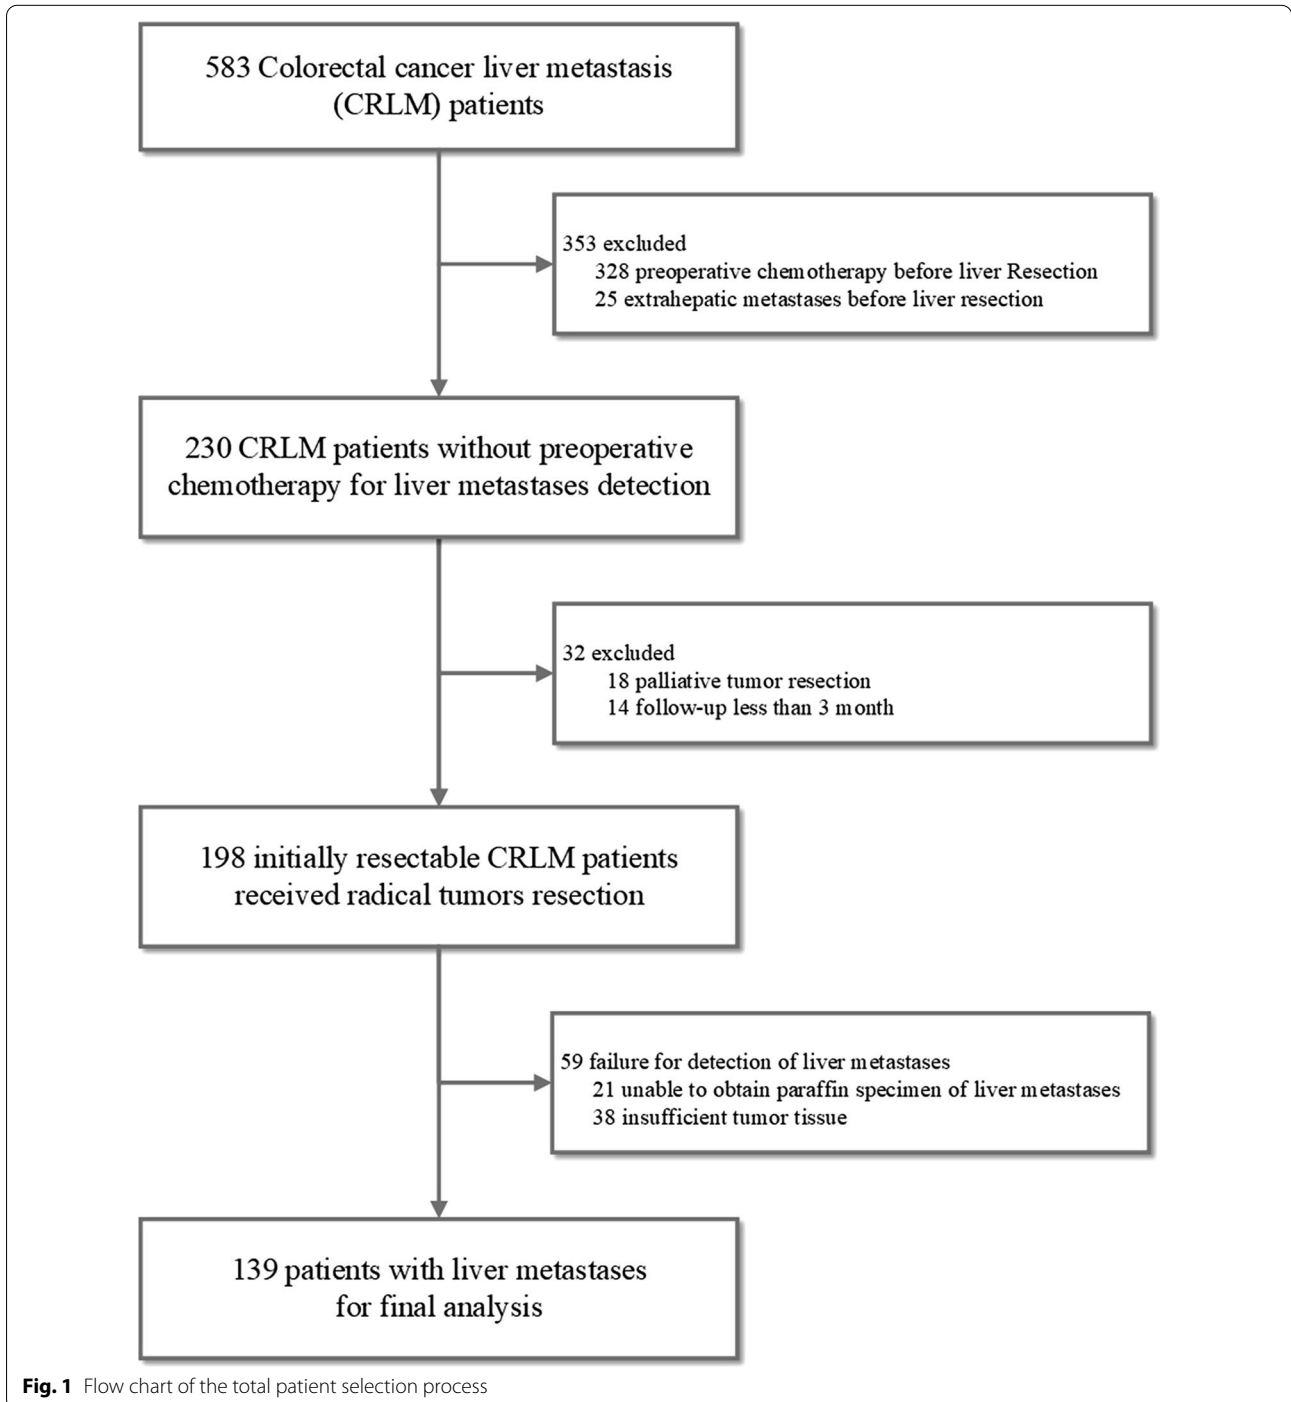 583 Colorectal cancer liver metastasis
(CRLM) patients
353 excluded
328 preoperative chemotherapy before liver Resection
25 extrahepatic metastases before liver resection
230 CRLM patients without preoperative
chemotherapy for liver metastases detection
32 excluded
18 palliative tumor resection
14 follow-up less than 3 month
198 initially resectable CRLM patients
received radical tumors resection
59 failure for detection of liver metastases
21 unable to obtain paraffin specimen of liver metastases
38 insufficient tumor tissue
139 patients with liver metastases
for final analysis
Fig. 1 Flow chart of the total patient selection process